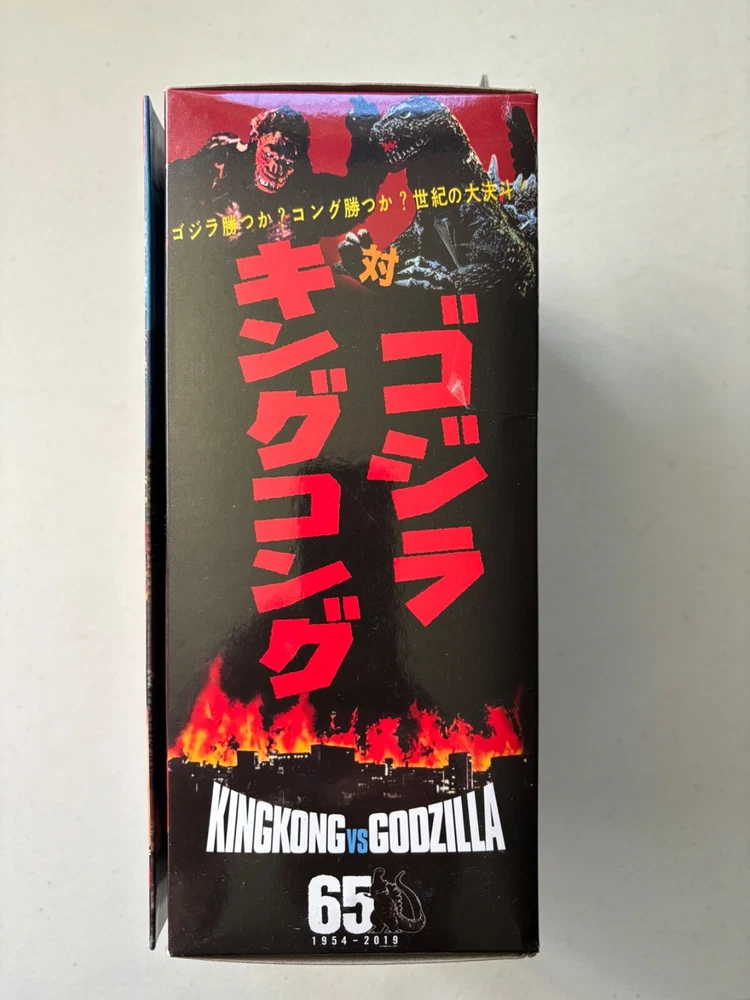 ゴジラ勝つか?コング勝つか?世紀の大決斗!
キングコング
対
ゴジラ
KINGKONG VS GODZILLA
65
1954-2019